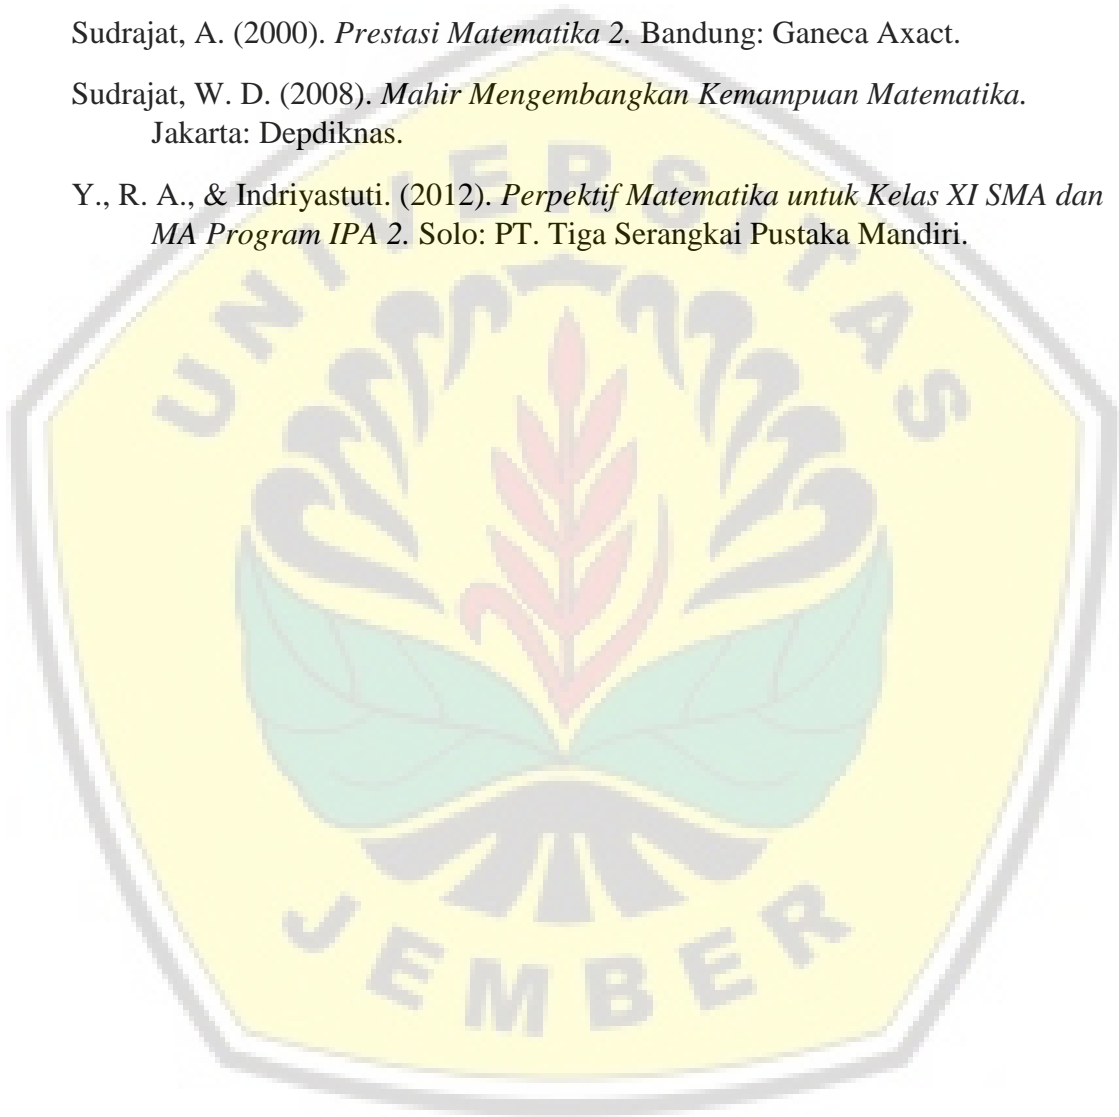 Sudrajat, A. (2000). Prestasi Matematika 2. Bandung: Ganeca Axact.
Sudrajat, W. D. (2008). Mahir Mengembangkan Kemampuan Matematika.
Jakarta: Depdiknas.
Y., R. A., & Indriyastuti. (2012). Perpektif Matematika untuk Kelas XI SMA dan
MA Program IPA 2. Solo: PT. Tiga Serangkai Pustaka Mandiri.
UNIVERSITAS
JEMBER